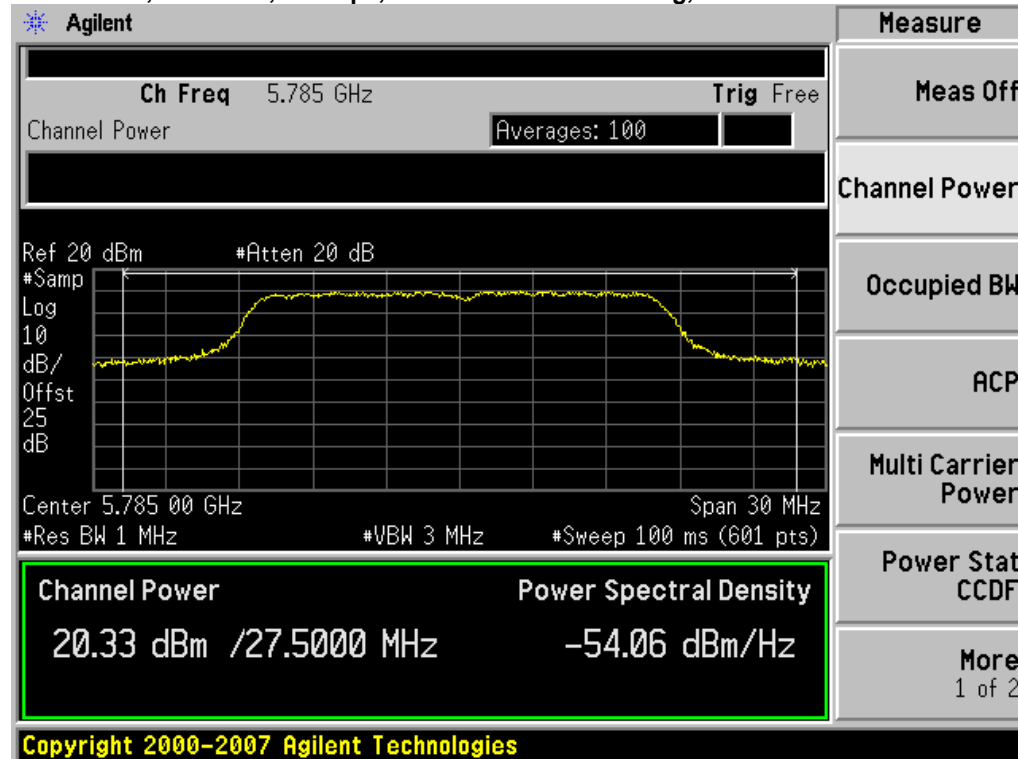 Agilent
Measure
Ch Freq 5.785 GHz
Trig Free
Channel Power
Averages: 100
Ref 20 dBm #Atten 20 dB
#Samp
Log
10
dB/
Offst
25
dB
Center 5.785 00 GHz
Span 30 MHz
#Res BW 1 MHz
#VBW 3 MHz
#Sweep 100 ms (601 pts)
Channel Power
Power Spectral Density
20.33 dBm /27.5000 MHz
-54.06 dBm/Hz
Meas Off
Channel Power
Occupied BW
ACP
Multi Carrier
Power
Power Stat
CCDF
More
1 of 2
Copyright 2000-2007 Agilent Technologies